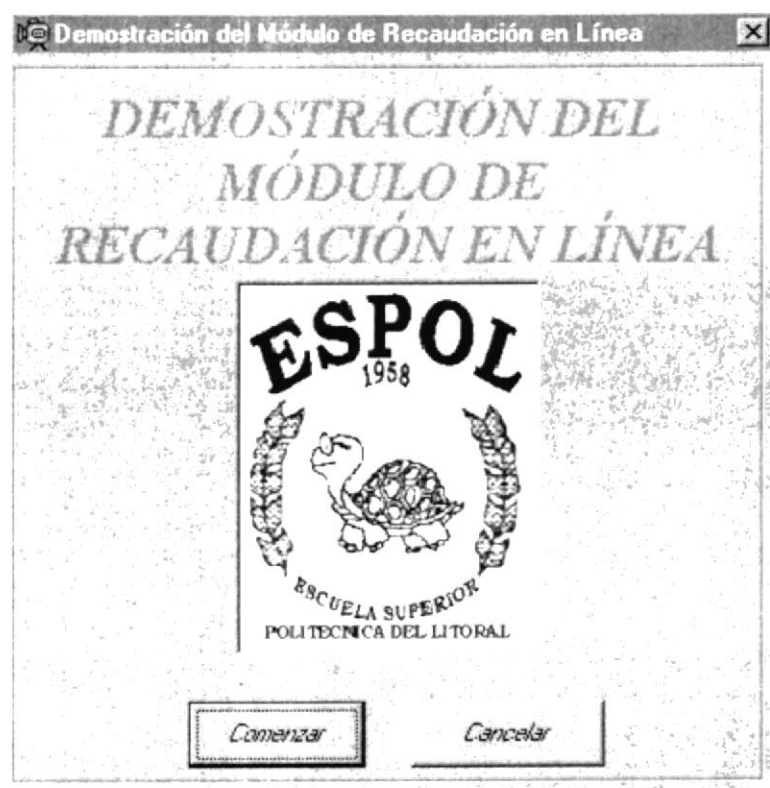 Demostración del Módulo de Recaudación en Línea
DEMOSTRACIÓN DEL
MÓDULO DE
RECAUDACIÓN EN LÍNEA
ESPOL
1958
ESCUELA SUPERIOR
POLITECNICA DEL LITORAL
Comenzar
Cancelar